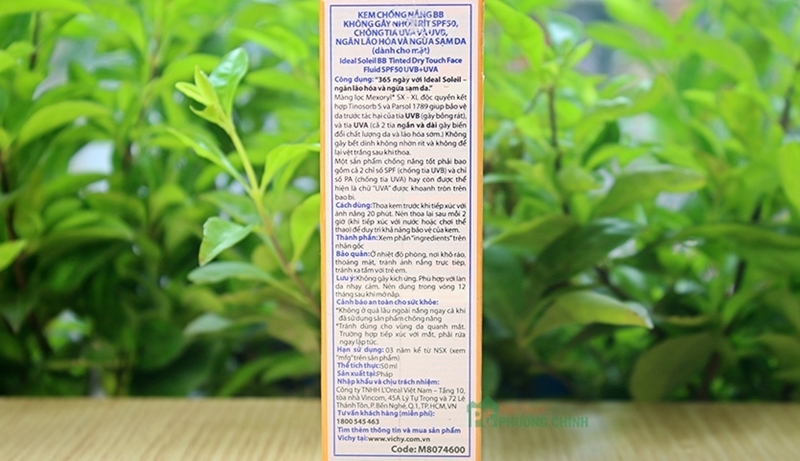 KEM CHỐNG NẮNG BB
KHÔNG GÂY NHỜN RÍT SPF50,
CHỐNG TIA UVA VÀ UVB,
NGĂN LÃO HÓA VÀ NGỪA SẠM DA
(dành cho mặt)
Ideal Soleil BB Tinted Dry Touch Face
Fluid SPF50 UVB+UVA
Công dụng: “365 ngày với Ideal Soleil –
ngăn lão hóa và ngừa sạm da.”
Màng lọc Mexoryl* SX - XL độc quyền kết
hợp Tinosorb S và Parsol 1789 giúp bảo vệ
da trước tác hại của tia UVB (gây bỏng rát),
và tia UVA (cả 2 tia ngắn và dài gây biến
đổi chất lượng da và lão hóa sớm.) Không
gây bết dính không nhờn rít và không để
lại vệt trắng sau khi thoa.
Một sản phẩm chống nắng tốt phải bao
gồm cả 2 chỉ số SPF (chống tia UVB) và chỉ
số PA (chống tia UVA) hay còn được thể
hiện là chữ “UVA” được khoanh tròn trên
bao bì.
Cách dùng: Thoa kem trước khi tiếp xúc với
ánh nắng 20 phút. Nên thoa lại sau mỗi 2
giờ (khi tiếp xúc với nước hoặc chơi thể
thao) để duy trì khả năng bảo vệ của kem.
Thành phần: Xem phần “ingredients” trên
nhãn gốc
Bảo quản: Ở nhiệt độ phòng, nơi khô ráo,
thoáng mát, tránh ánh nắng trực tiếp,
tránh xa tầm với trẻ em.
Lưu ý: Không gây kích ứng. Phù hợp với làn
da nhạy cảm. Nên dùng trong vòng 12
tháng sau khi mở nắp.
Cảnh báo an toàn cho sức khỏe:
*Không ở quá lâu ngoài nắng ngay cả khi
đã sử dụng sản phẩm chống nắng
*Tránh dùng cho vùng da quanh mắt.
Trường hợp tiếp xúc với mắt, phải rửa
ngay lập tức.
Hạn sử dụng: 03 năm kể từ NSX (xem
“mfg” trên sản phẩm)
Thể tích thực: 50 ml
Sản xuất tại: Pháp
Nhập khẩu và chịu trách nhiệm:
Công ty TNHH L'Oreal Việt Nam – Tầng 10,
tòa nhà Vincom, 45A Lý Tự Trọng và 72 Lê
Thánh Tôn, P. Bến Nghé, Q.1, TP.HCM, VN
Tư vấn khách hàng (miễn phí):
1800 545 463
Tìm thêm thông tin và mua sản phẩm
Vichy tại: www.vichy.com.vn
Code: M8074600
PHƯƠNG CHINH